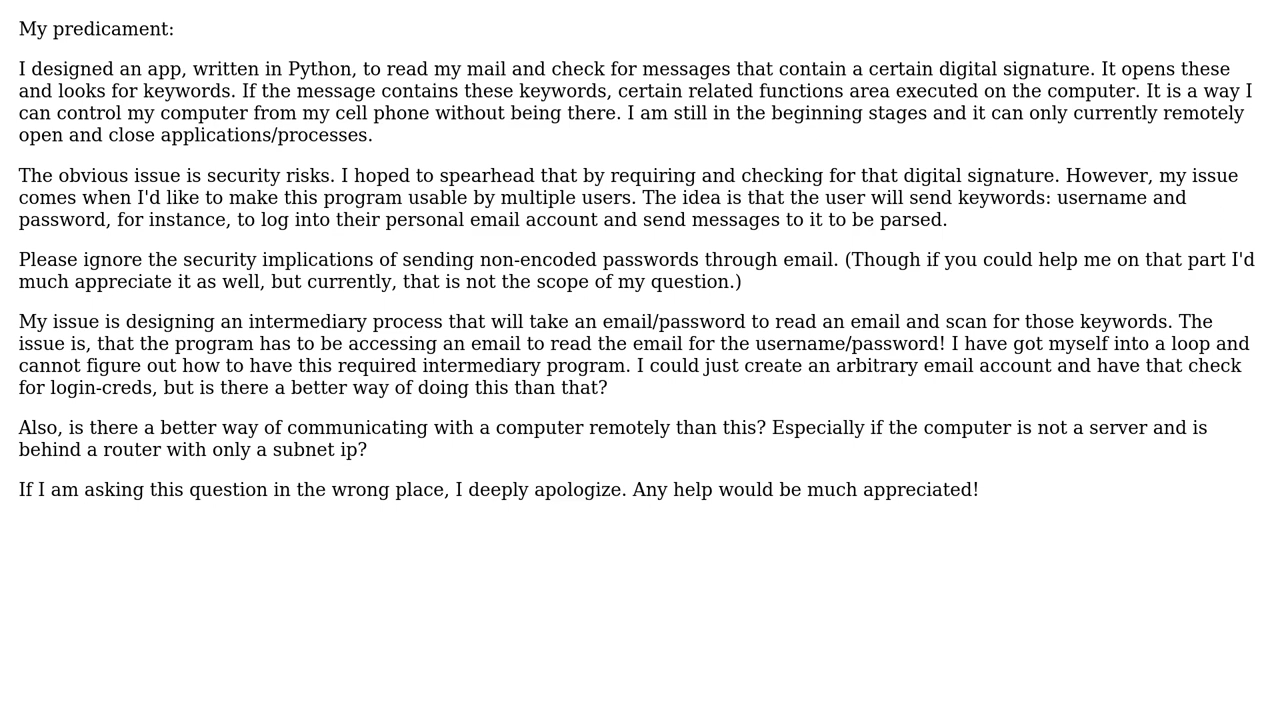 My predicament:
I designed an app, written in Python, to read my mail and check for messages that contain a certain digital signature. It opens these
and looks for keywords. If the message contains these keywords, certain related functions area executed on the computer. It is a way I
can control my computer from my cell phone without being there. I am still in the beginning stages and it can only currently remotely
open and close applications/processes.
The obvious issue is security risks. I hoped to spearhead that by requiring and checking for that digital signature. However, my issue
comes when I'd like to make this program usable by multiple users. The idea is that the user will send keywords: username and
password, for instance, to log into their personal email account and send messages to it to be parsed.
Please ignore the security implications of sending non-encoded passwords through email. (Though if you could help me on that part I'd
much appreciate it as well, but currently, that is not the scope of my question.)
My issue is designing an intermediary process that will take an email/password to read an email and scan for those keywords. The
issue is, that the program has to be accessing an email to read the email for the username/password! I have got myself into a loop and
cannot figure out how to have this required intermediary program. I could just create an arbitrary email account and have that check
for login-creds, but is there a better way of doing this than that?
Also, is there a better way of communicating with a computer remotely than this? Especially if the computer is not a server and is
behind a router with only a subnet ip?
If I am asking this question in the wrong place, I deeply apologize. Any help would be much appreciated!